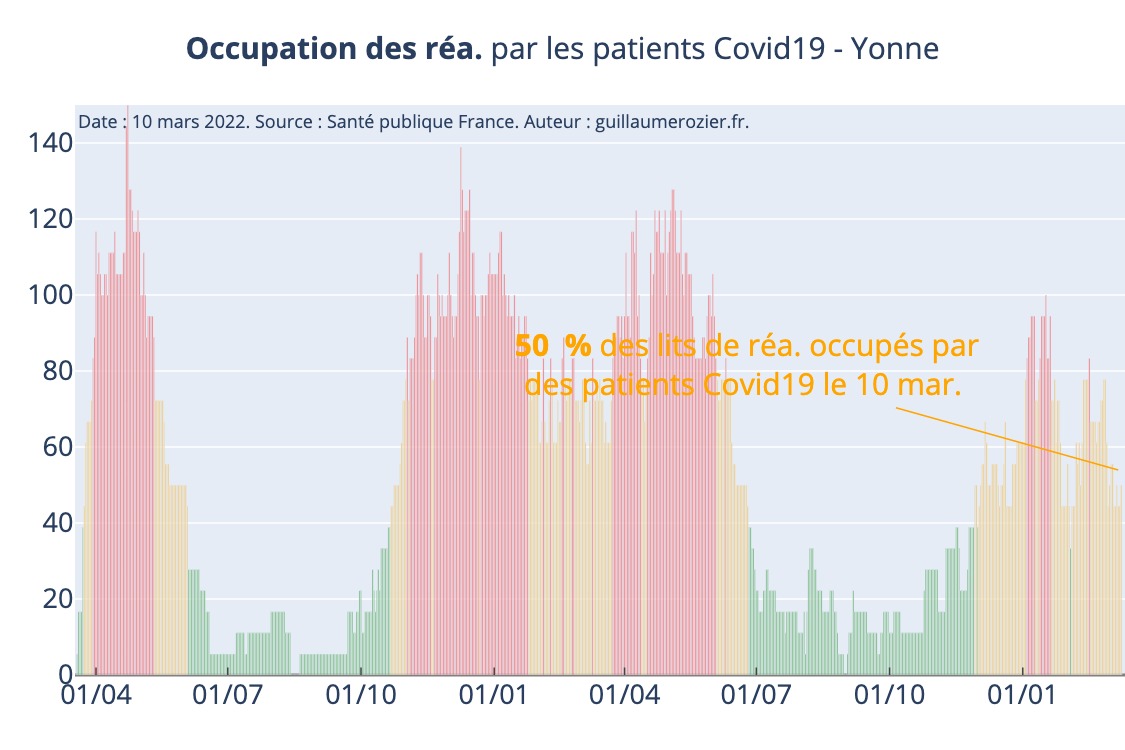 Occupation des réa. par les patients Covid19 - Yonne
Date : 10 mars 2022. Source : Santé publique France. Auteur : guillaumerozier.fr.
140
120
100
80
60
40
20
0
50 % des lits de réa. occupés par
des patients Covid19 le 10 mar.
01/04 01/07 01/10 01/01 01/04 01/07 01/10 01/01